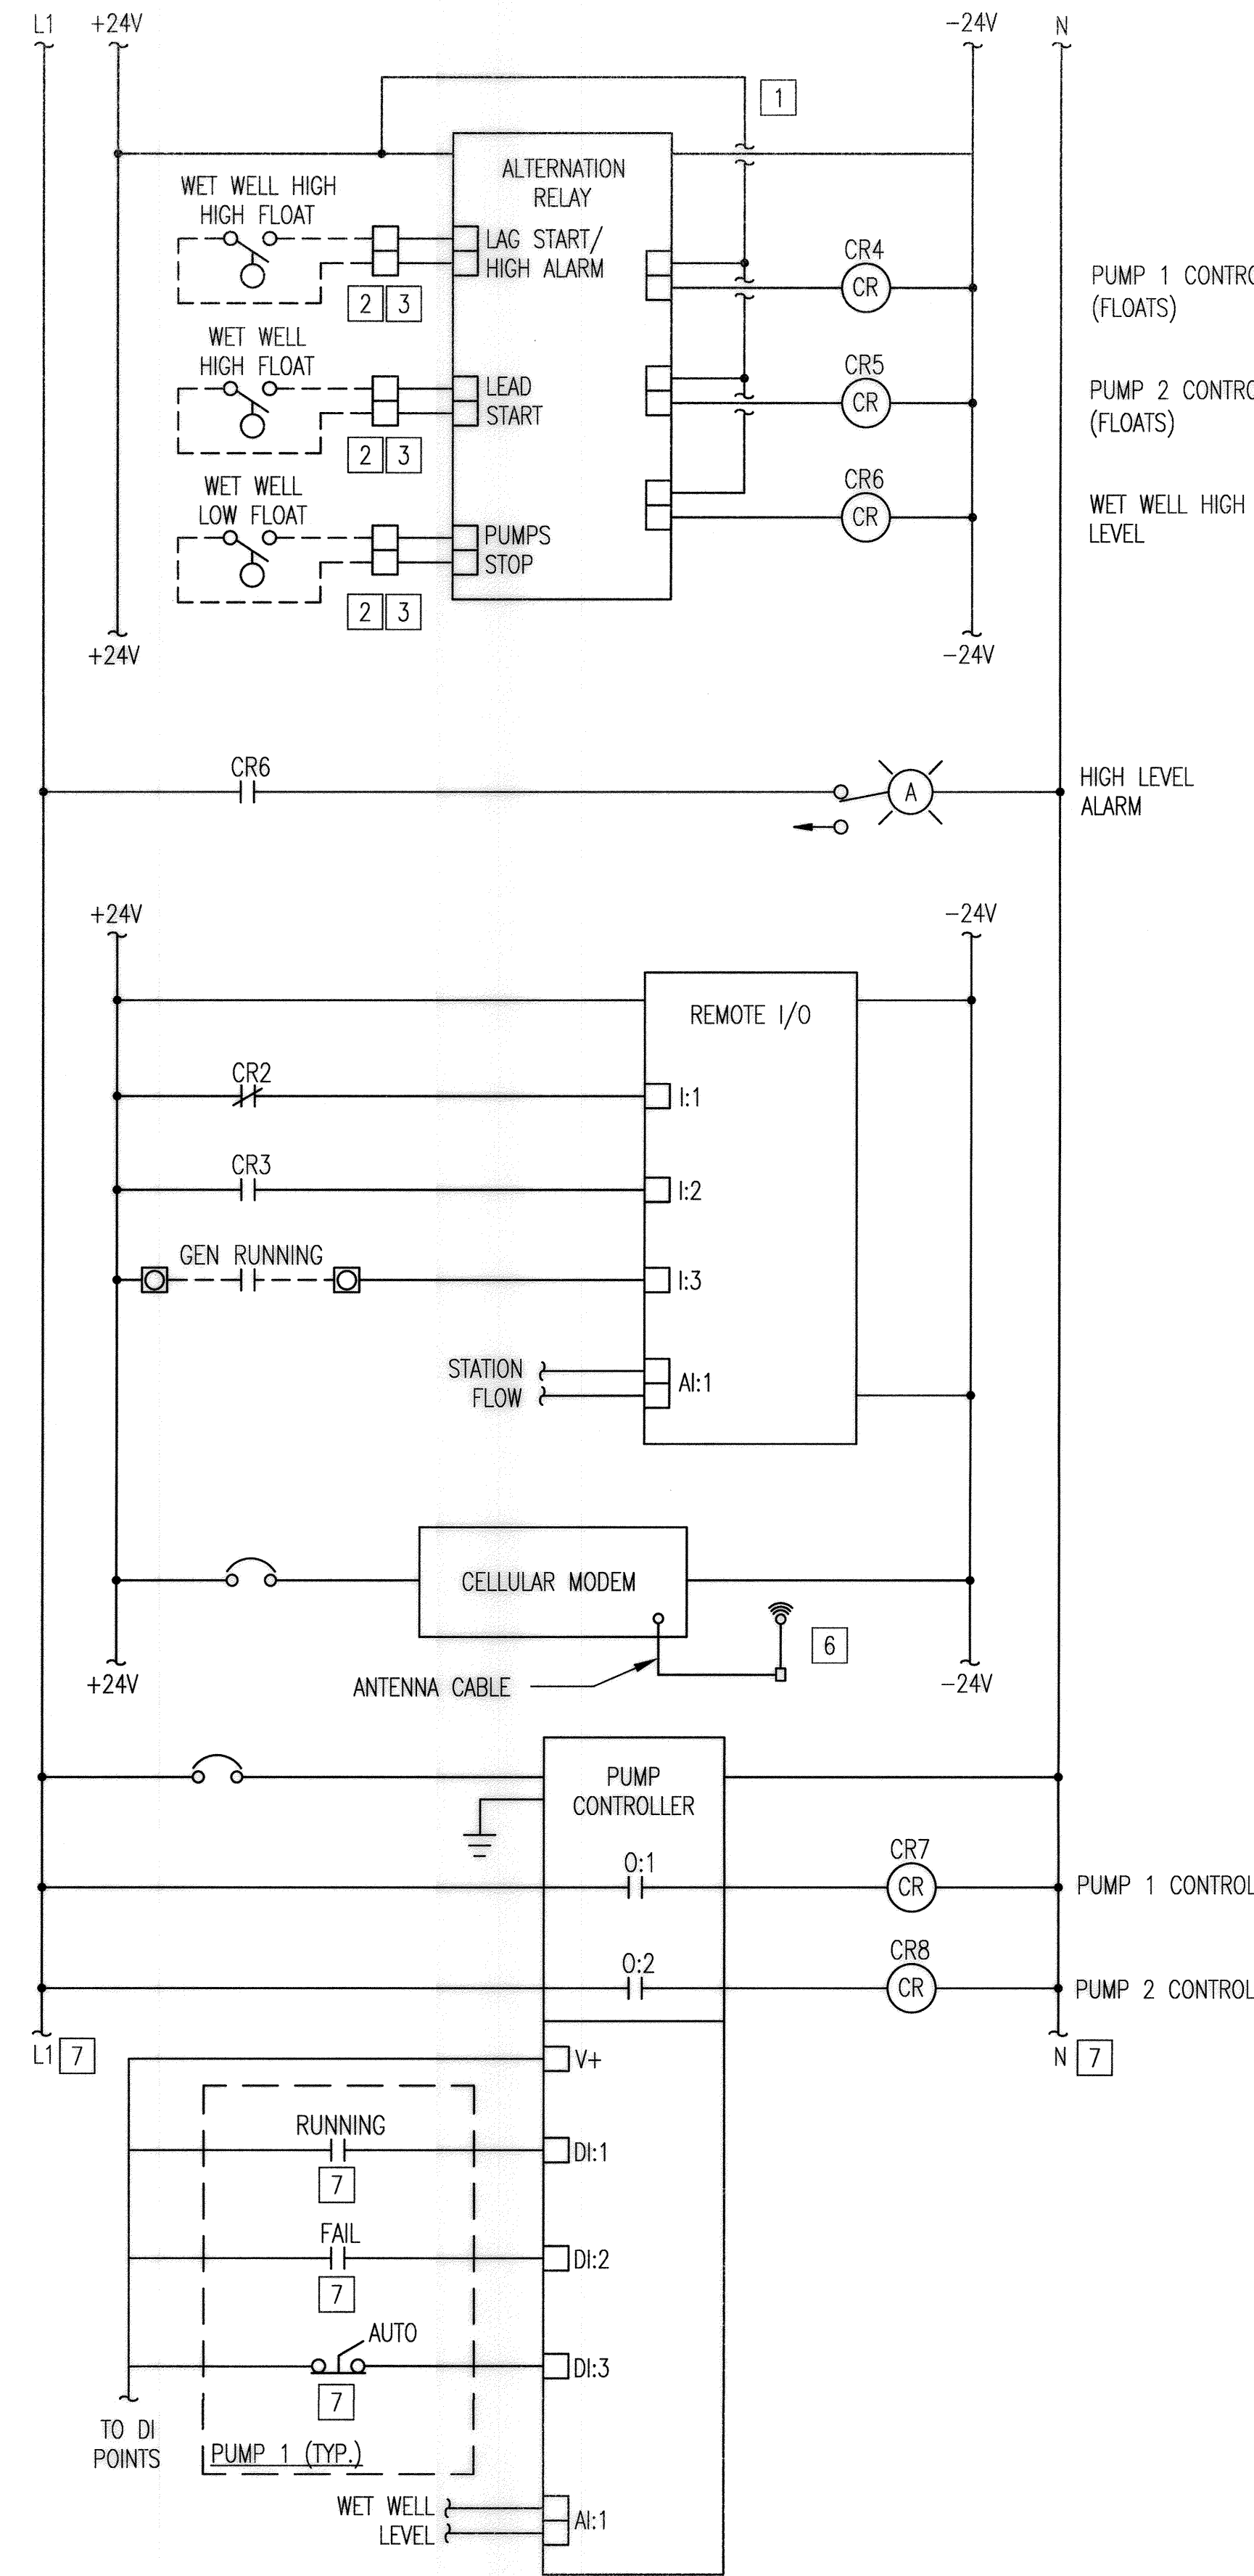 L1 +24V -24V N
1
ALTERNATION
RELAY
WET WELL HIGH
HIGH FLOAT
LAG START/
HIGH ALARM
2 3
CR4
CR
PUMP 1 CONTRO
(FLOATS)
WET WELL
HIGH FLOAT
LEAD
START
2 3
CR5
CR
PUMP 2 CONTRO
(FLOATS)
WET WELL
LOW FLOAT
PUMPS
STOP
2 3
CR6
CR
WET WELL HIGH
LEVEL
+24V -24V
CR6
A
HIGH LEVEL
ALARM
+24V -24V
REMOTE I/O
CR2
I:1
CR3
I:2
GEN RUNNING
I:3
STATION
FLOW
AI:1
CELLULAR MODEM
6
ANTENNA CABLE
+24V -24V
PUMP
CONTROLLER
O:1
CR7
CR
PUMP 1 CONTROL
O:2
CR8
CR
PUMP 2 CONTROL
L1 7
N 7
V+
RUNNING
7
DI:1
FAIL
7
DI:2
AUTO
7
DI:3
TO DI
POINTS
PUMP 1 (TYP.)
WET WELL
LEVEL
AI:1